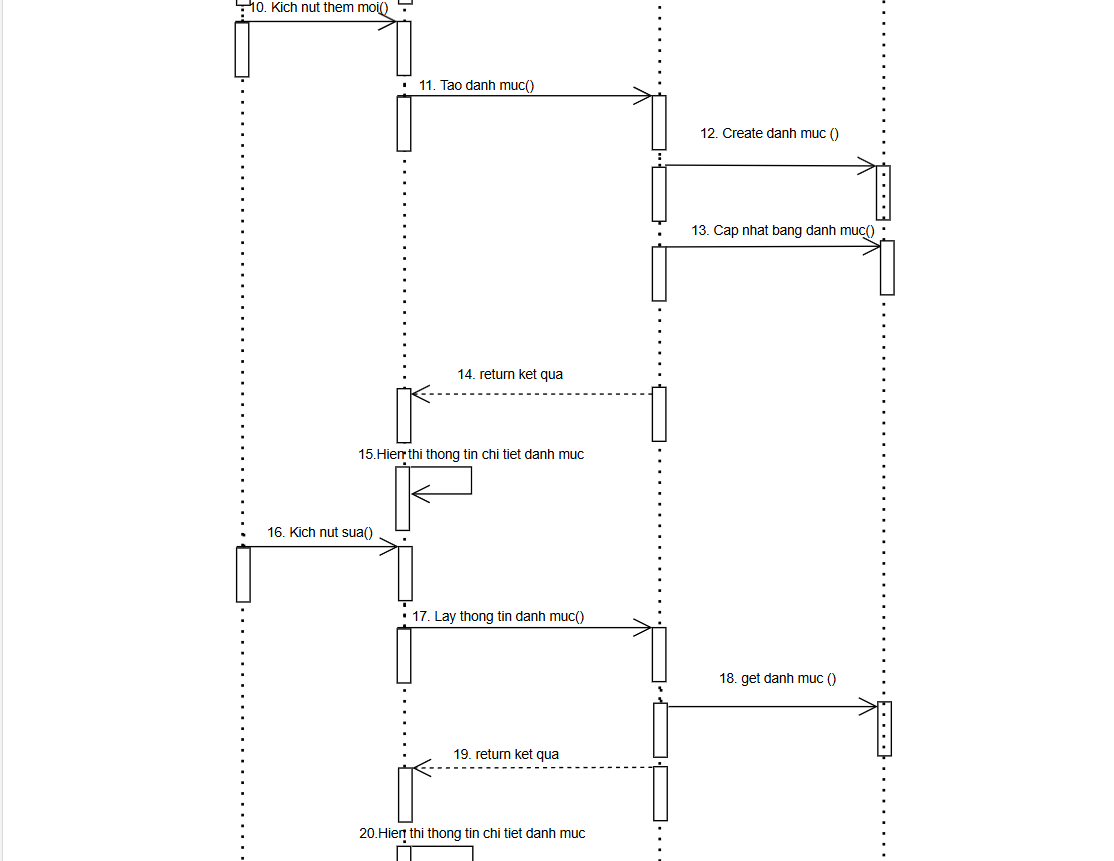 10. Kich nut them moi()
11. Tao danh muc()
12. Create danh muc ()
13. Cap nhat bang danh muc()
14. return ket qua
15.Hien thi thong tin chi tiet danh muc
16. Kich nut sua()
17. Lay thong tin danh muc()
18. get danh muc ()
19. return ket qua
20.Hien thi thong tin chi tiet danh muc